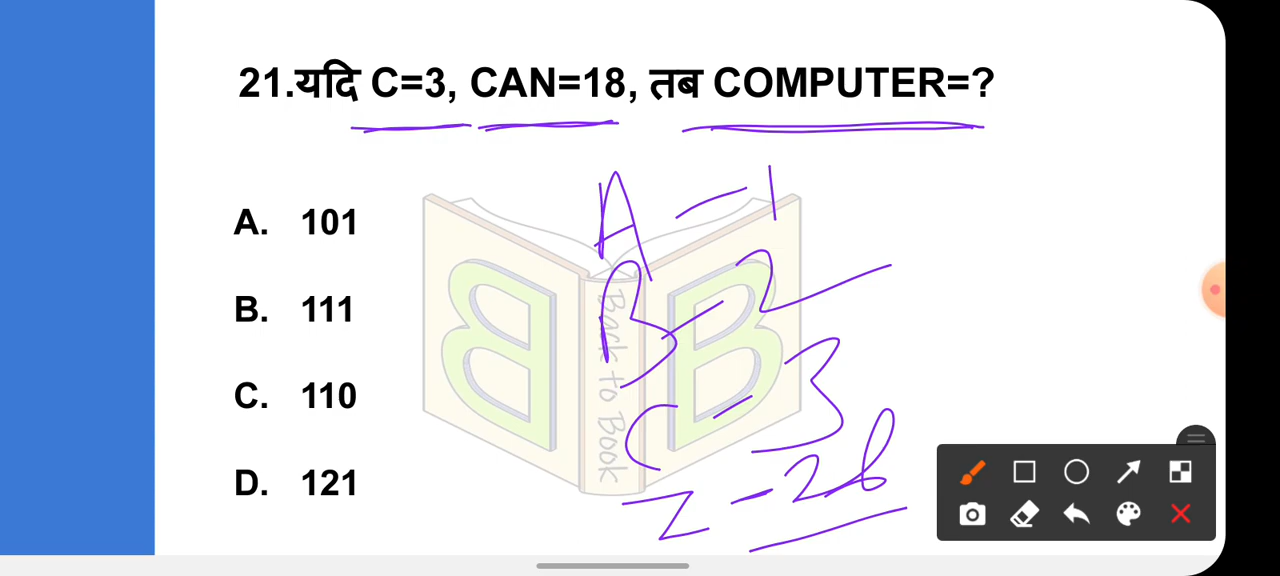 21.यदि C=3, CAN=18, तब COMPUTER=?
A. 101
B. 111
C. 110
D. 121
A - 1
B - 2
C - 3
Z - 26
Back to Book
B B